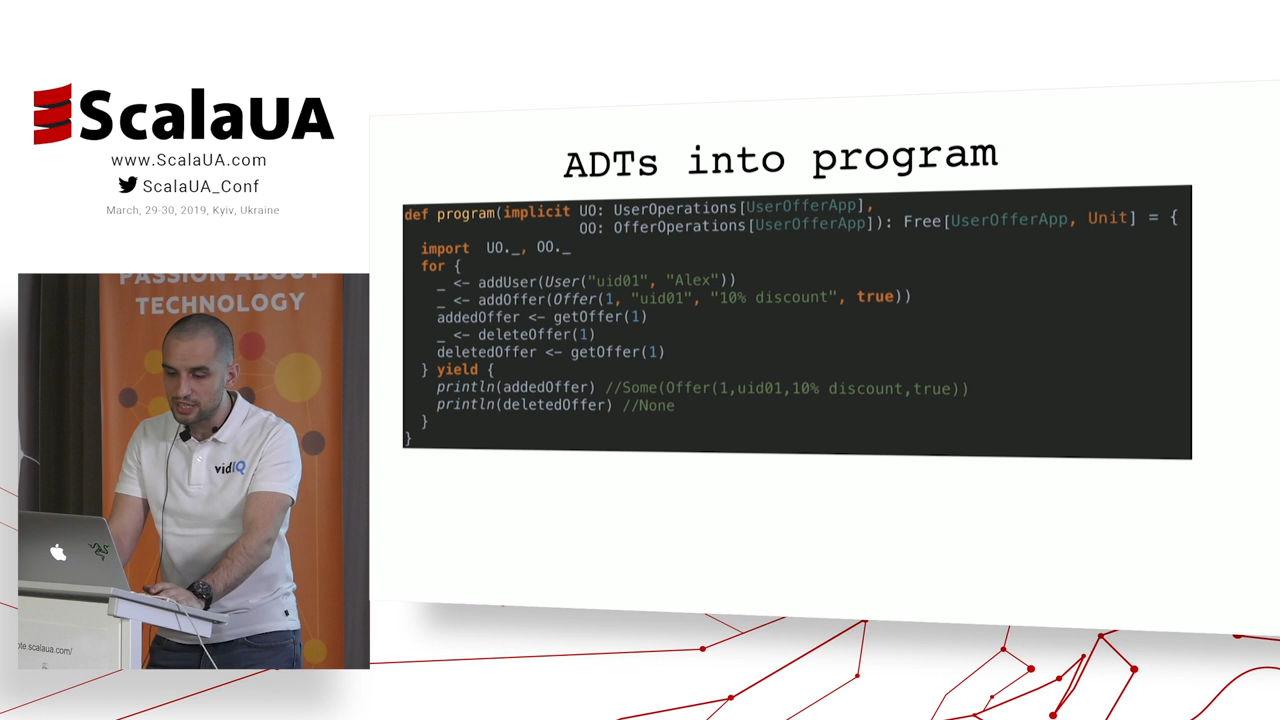 ScalaUA
www.ScalaUA.com
ScalaUA_Conf
March, 29-30, 2019, Kyiv, Ukraine
PASSION ABOUT
TECHNOLOGY
vidIQ
ote.scalaua.com/
ADTs into program
def program(implicit UO: UserOperations[UserOfferApp],
OO: OfferOperations[UserOfferApp]): Free[UserOfferApp, Unit] = {
import UO._, OO._
for {
_ <- addUser(User("uid01", "Alex"))
_ <- addOffer(Offer(1, "uid01", "10% discount", true))
addedOffer <- getOffer(1)
_ <- deleteOffer(1)
deletedOffer <- getOffer(1)
} yield {
println(addedOffer) //Some(Offer(1,uid01,10% discount,true))
println(deletedOffer) //None
}
}